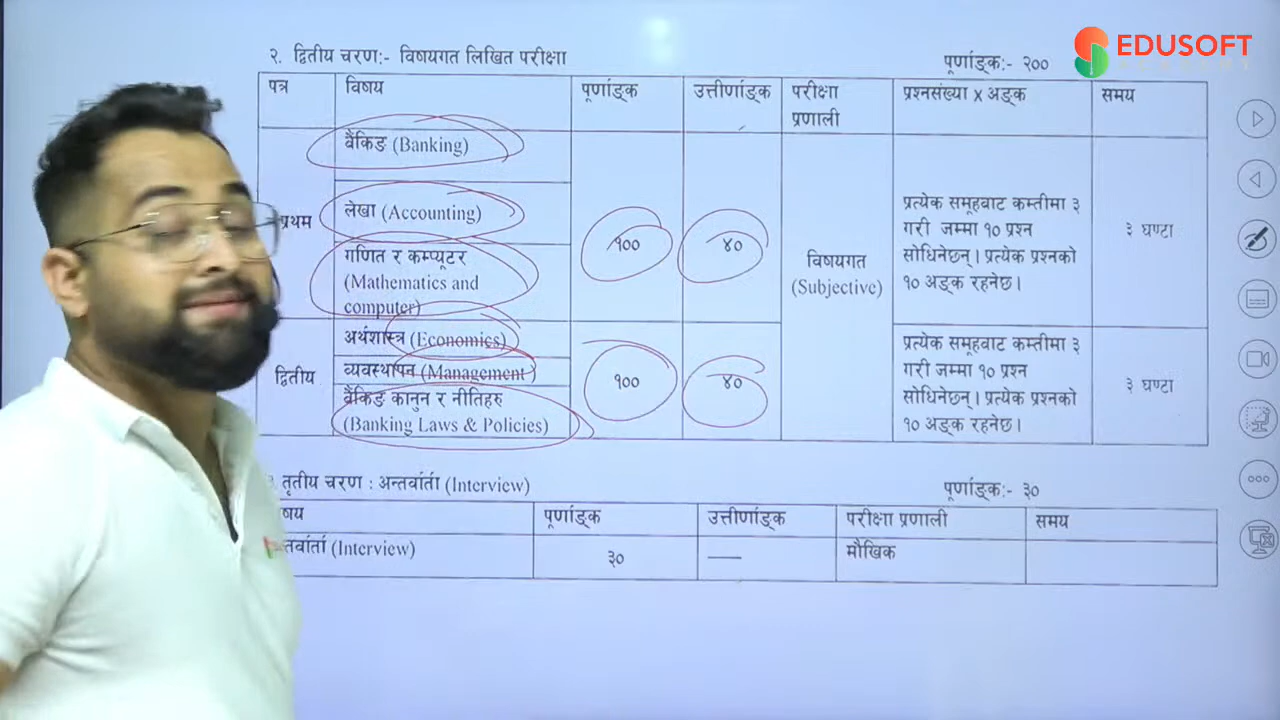 EDUSOFT
२. द्वितीय चरण:- विषयगत लिखित परीक्षा
पूर्णाङ्क:- २००
पत्र विषय पूर्णाङ्क उत्तीर्णाङ्क परीक्षा प्रणाली प्रश्नसंख्या X अङ्क समय
प्रथम
बैंकिङ (Banking)
लेखा (Accounting)
गणित र कम्प्यूटर
(Mathematics and
computer)
१००
४०
विषयगत
(Subjective)
प्रत्येक समूहबाट कम्तीमा ३
गरी जम्मा १० प्रश्न
सोधिनेछन् । प्रत्येक प्रश्नको
१० अङ्क रहनेछ ।
३ घण्टा
द्वितीय
अर्थशास्त्र (Economics)
व्यवस्थापन (Management )
बैंकिङ कानुन र नीतिहरु
(Banking Laws & Policies)
१००
४०
प्रत्येक समूहबाट कम्तीमा ३
गरी जम्मा १० प्रश्न
सोधिनेछन् । प्रत्येक प्रश्नको
१० अङ्क रहनेछ ।
३ घण्टा
तृतीय चरण : अन्तर्वार्ता (Interview)
पूर्णाङ्क:- ३०
षय पूर्णाङ्क उत्तीर्णाङ्क परीक्षा प्रणाली समय
तर्वार्ता (Interview) ३० — मौखिक